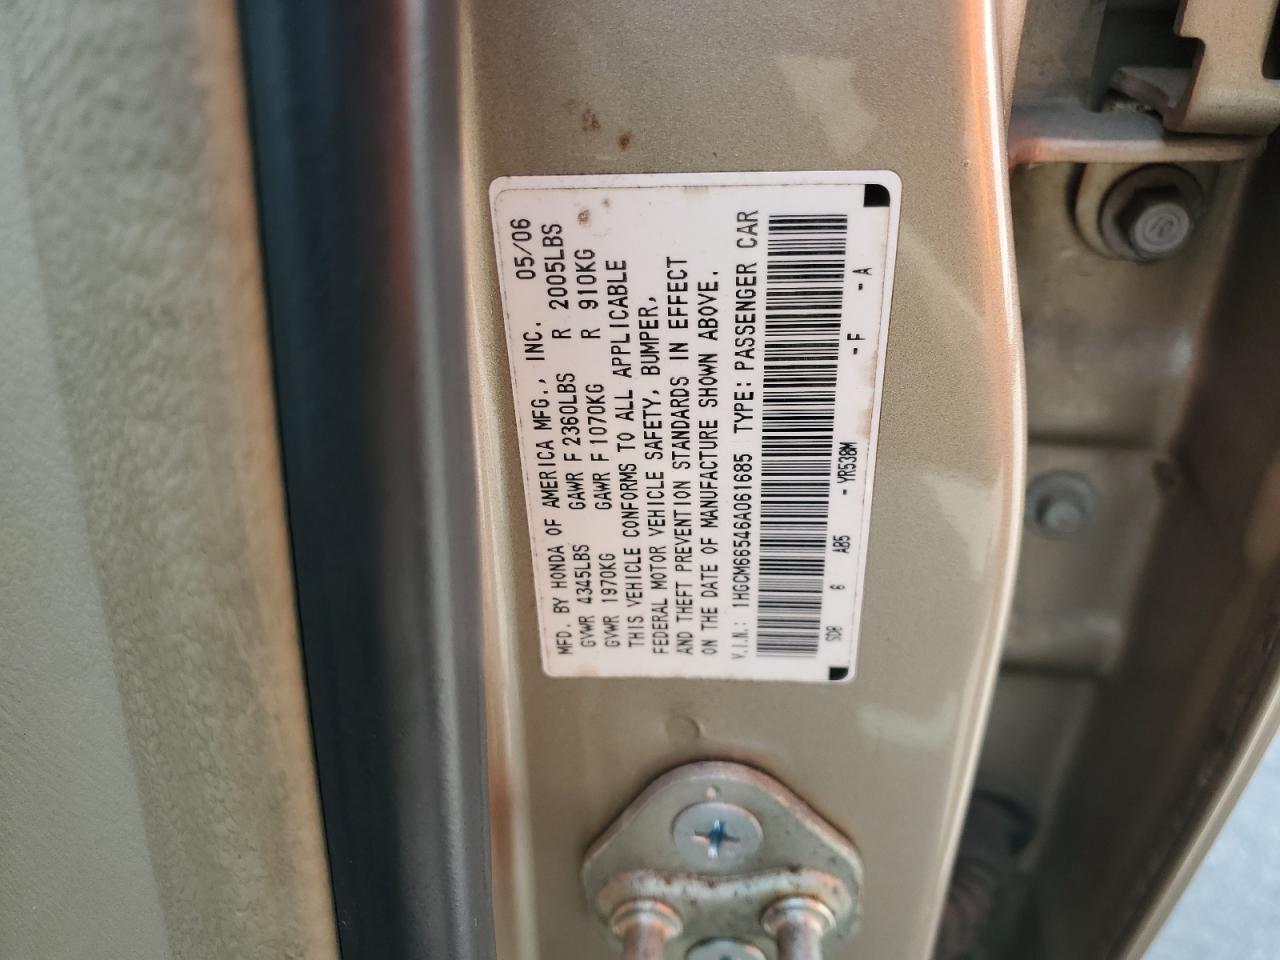 MFD. BY HONDA OF AMERICA MFG., INC. 05/06
GVWR 4345LBS GAWR F 2360LBS R 2005LBS
GVWR 1970KG GAWR F 1070KG R 910KG
THIS VEHICLE CONFORMS TO ALL APPLICABLE
FEDERAL MOTOR VEHICLE SAFETY, BUMPER,
AND THEFT PREVENTION STANDARDS IN EFFECT
ON THE DATE OF MANUFACTURE SHOWN ABOVE.
V.I.N.: 1HGCM66546A061685 TYPE: PASSENGER CAR
SDB 6 AB5 - YR538M - F - A